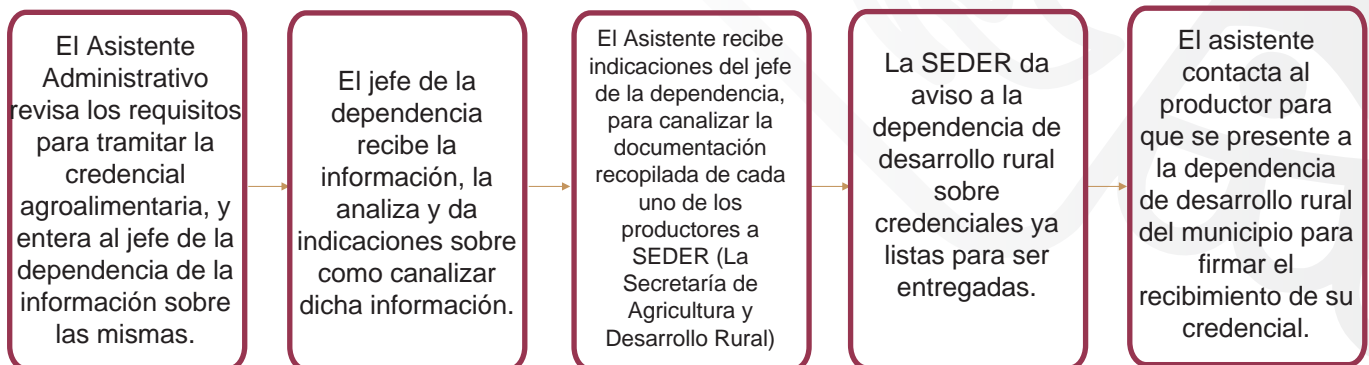 El Asistente
Administrativo
revisa los requisitos
para tramitar la
credencial
agroalimentaria, y
entera al jefe de la
dependencia de la
información sobre
las mismas.
El jefe de la
dependencia
recibe la
información, la
analiza y da
indicaciones sobre
como canalizar
dicha información.
El Asistente recibe
indicaciones del jefe
de la dependencia,
para canalizar la
documentación
recopilada de cada
uno de los
productores a
SEDER (La
Secretaría de
Agricultura y
Desarrollo Rural)
La SEDER da
aviso a la
dependencia de
desarrollo rural
sobre
credenciales ya
listas para ser
entregadas.
El asistente
contacta al
productor para
que se presente a
la dependencia
de desarrollo rural
del municipio para
firmar el
recibimiento de su
credencial.